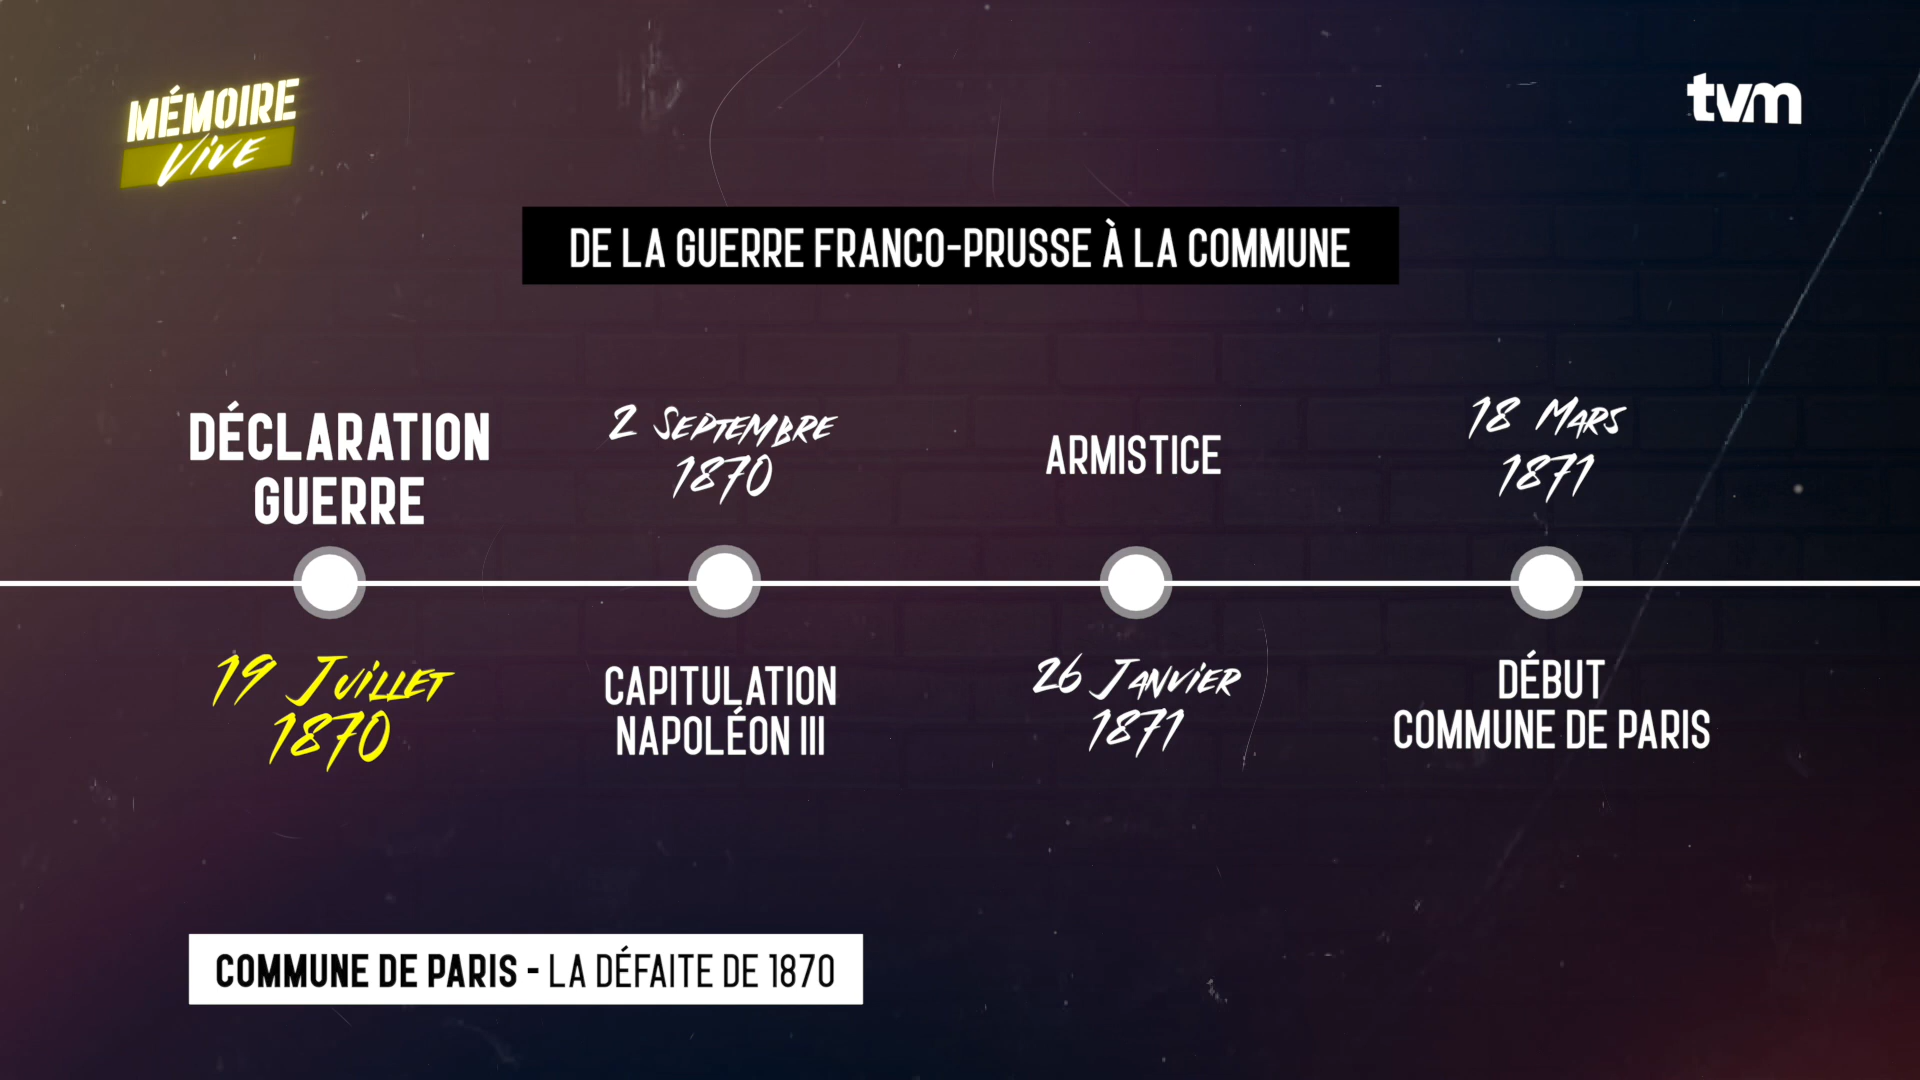 MÉMOIRE
VIVE
tvm
DE LA GUERRE FRANCO-PRUSSE À LA COMMUNE
DÉCLARATION
GUERRE
19 JUILLET
1870
2 SEPTEMBRE
1870
CAPITULATION
NAPOLÉON III
ARMISTICE
26 JANVIER
1871
18 MARS
1871
DÉBUT
COMMUNE DE PARIS
COMMUNE DE PARIS - LA DÉFAITE DE 1870